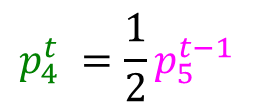 $p_4^t = \frac{1}{2} p_5^{t-1}$